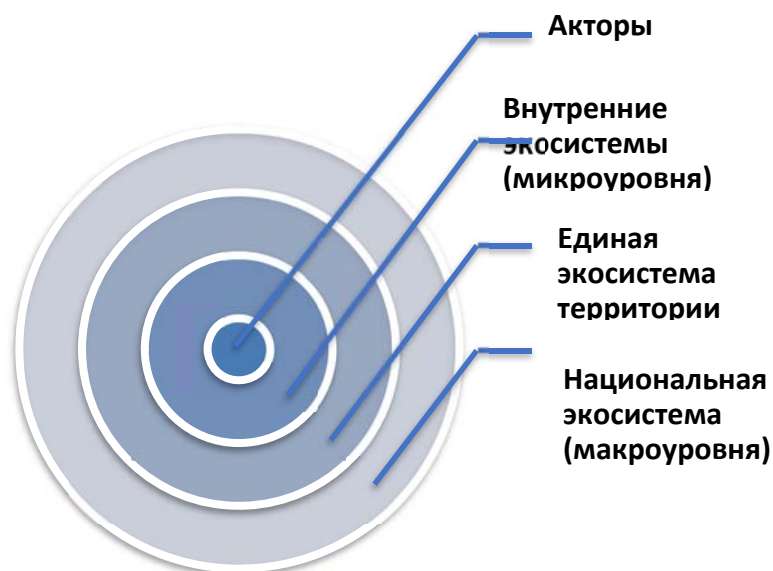 Акторы
Внутренние
экосистемы
(микроуровня)
Единая
экосистема
территории
Национальная
экосистема
(макроуровня)